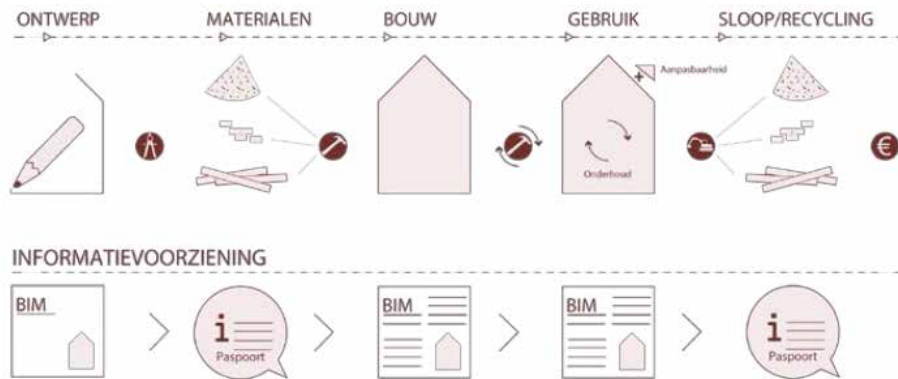 ONTWERP
MATERIALEN
BOUW
GEBRUIK
SLOOP/RECYCLING
Aanpasbaarheid
Onderhoud
€
INFORMATIEVOORZIENING
BIM
i
Paspoort
BIM
BIM
i
Paspoort